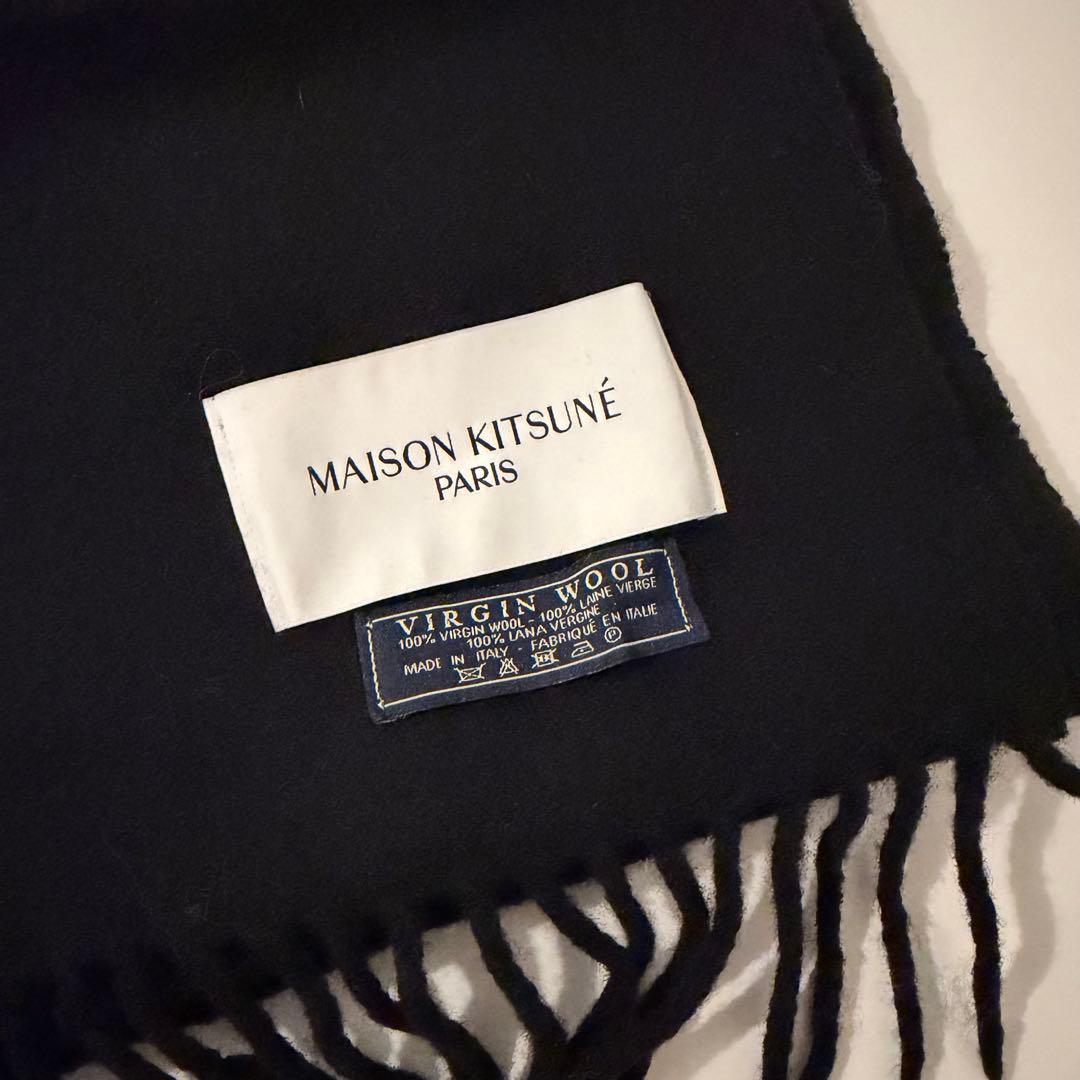 MAISON KITSUNÉ
PARIS
VIRGIN WOOL
100% VIRGIN WOOL - 100% LAINE VIERGE
100% LANA VERGINE
MADE IN ITALY - FABRIQUÉ EN ITALIE
P